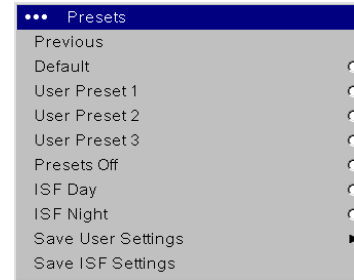 ••• Presets
Previous
Default
User Preset 1
User Preset 2
User Preset 3
Presets Off
ISF Day
ISF Night
Save User Settings
Save ISF Settings